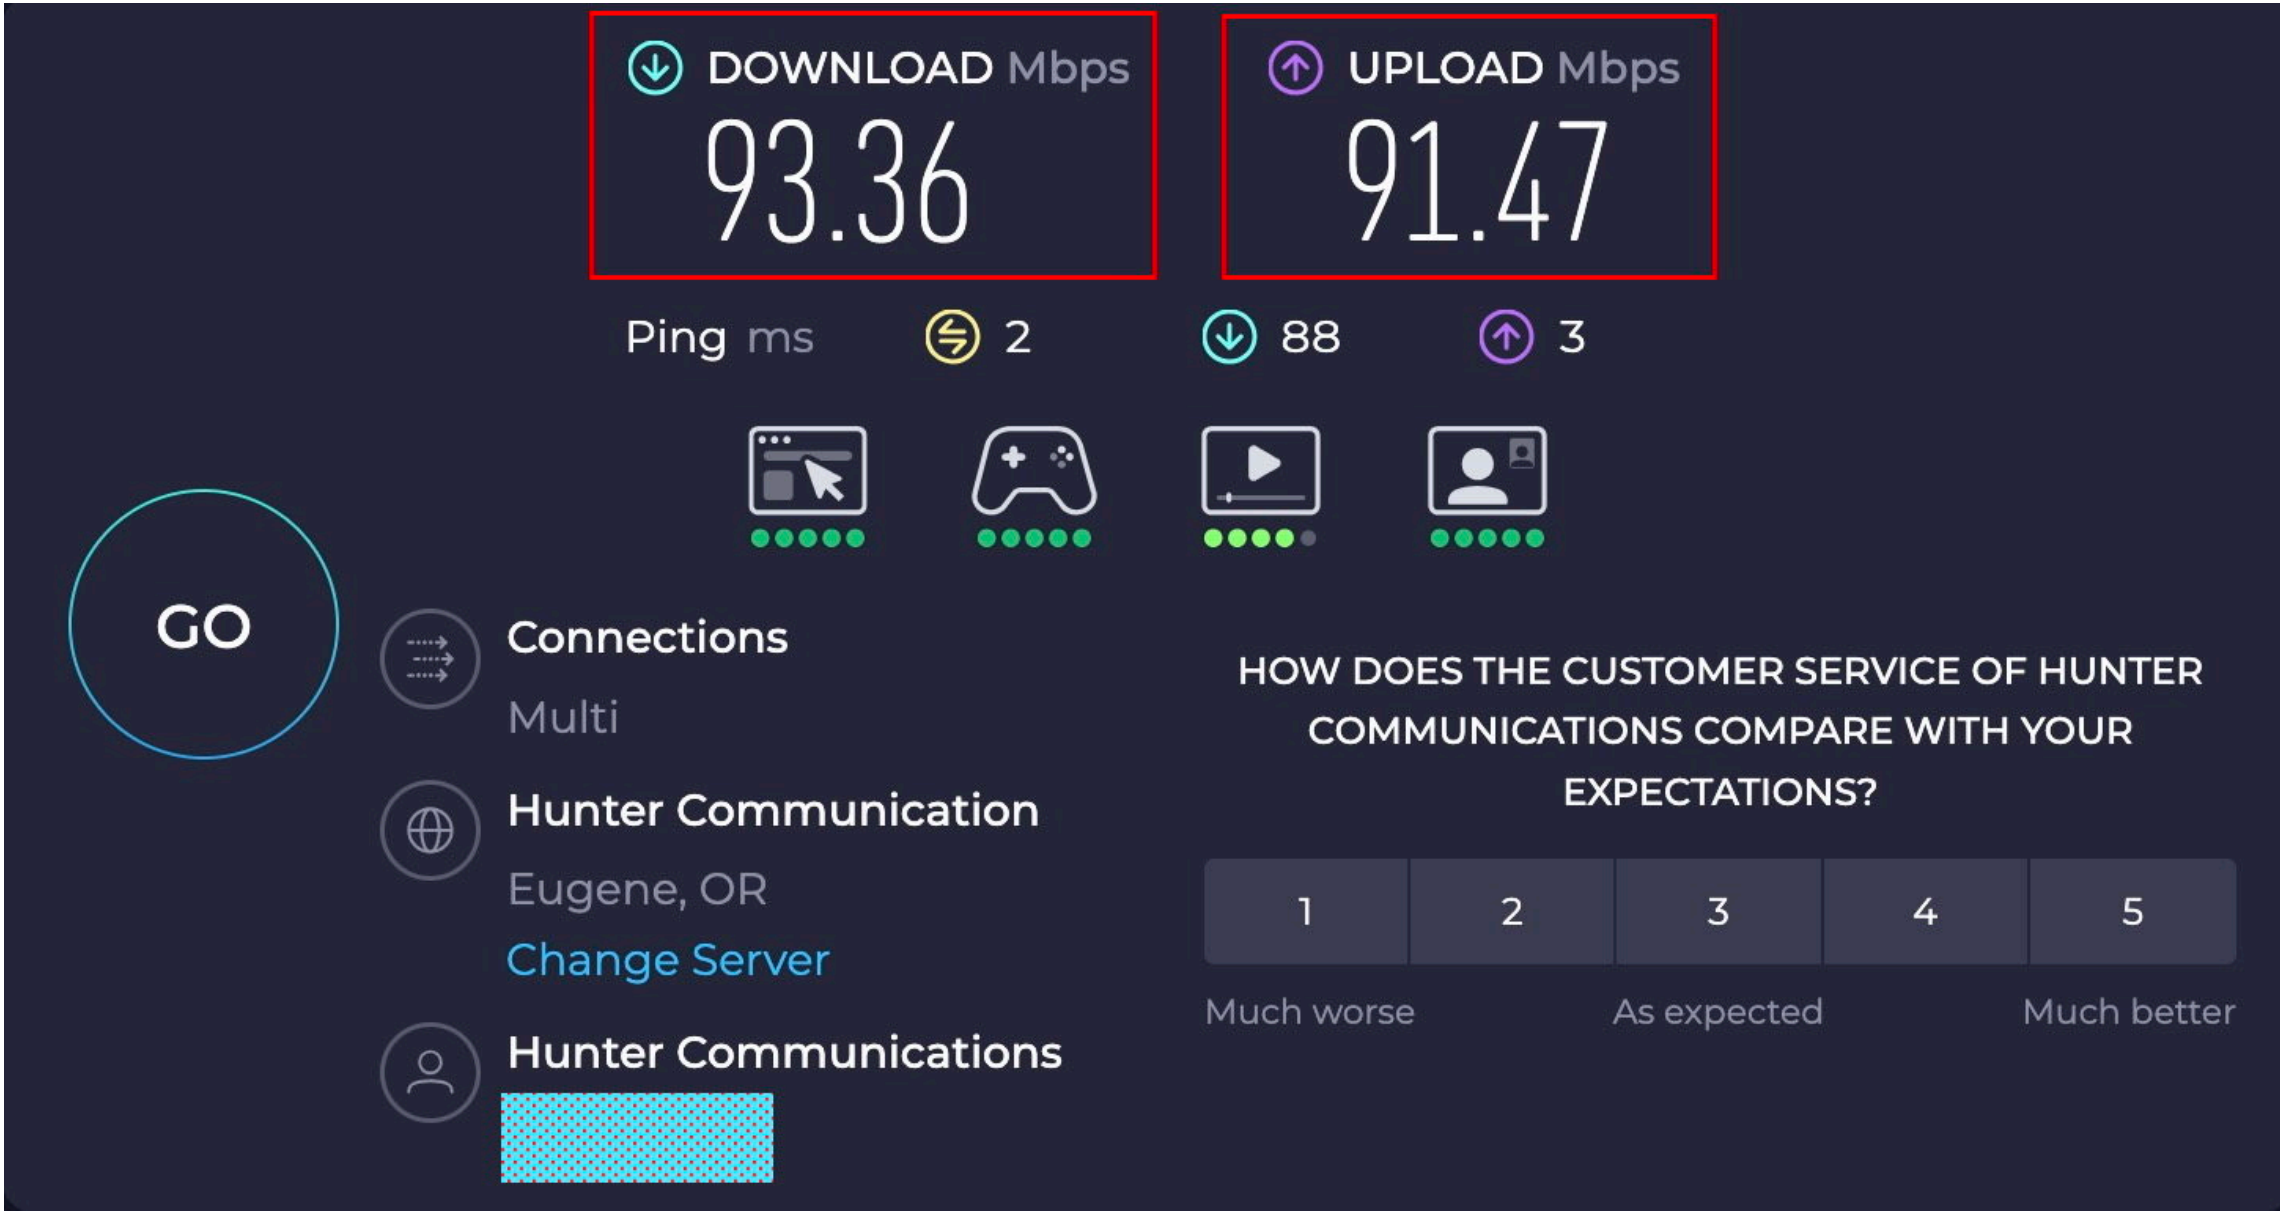 DOWNLOAD Mbps
93.36
UPLOAD Mbps
91.47
Ping ms 2 88 3
GO
Connections
Multi
Hunter Communication
Eugene, OR
Change Server
Hunter Communications
HOW DOES THE CUSTOMER SERVICE OF HUNTER
COMMUNICATIONS COMPARE WITH YOUR
EXPECTATIONS?
1 2 3 4 5
Much worse As expected Much better